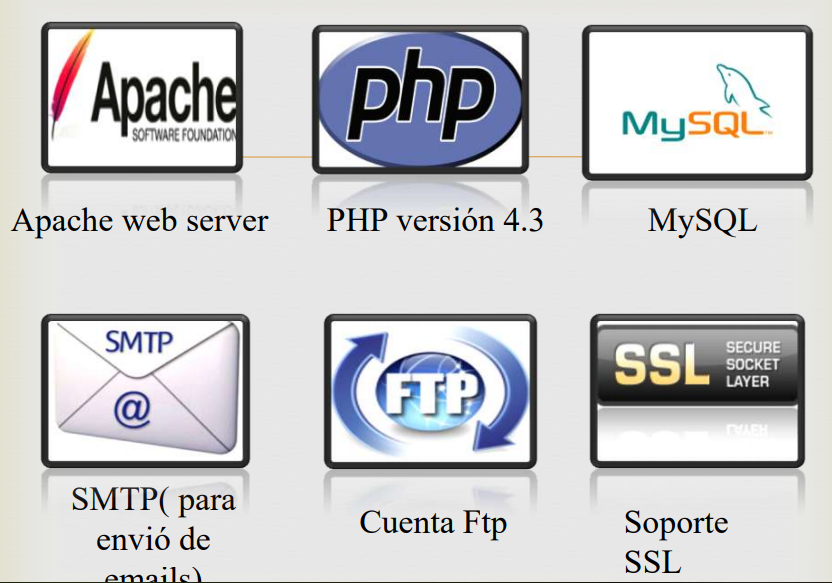 Apache
SOFTWARE FOUNDATION
php
MySQL
Apache web server
PHP versión 4.3
MySQL
SMTP
@
FTP
SSL
SECURE
SOCKET
LAYER
SMTP( para
envió de
emails)
Cuenta Ftp
Soporte
SSL